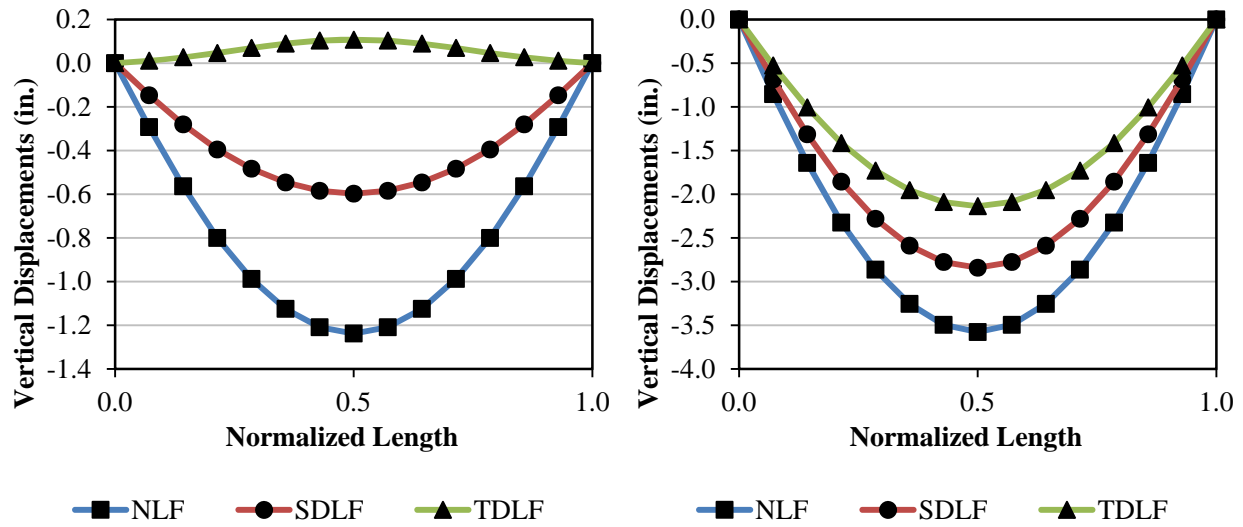 Vertical Displacements (in.)
0.2
0.0
-0.2
-0.4
-0.6
-0.8
-1.0
-1.2
-1.4
0.0 0.5 1.0
Normalized Length
NLF SDLF TDLF
Vertical Displacements (in.)
0.0
-0.5
-1.0
-1.5
-2.0
-2.5
-3.0
-3.5
-4.0
0.0 0.5 1.0
Normalized Length
NLF SDLF TDLF